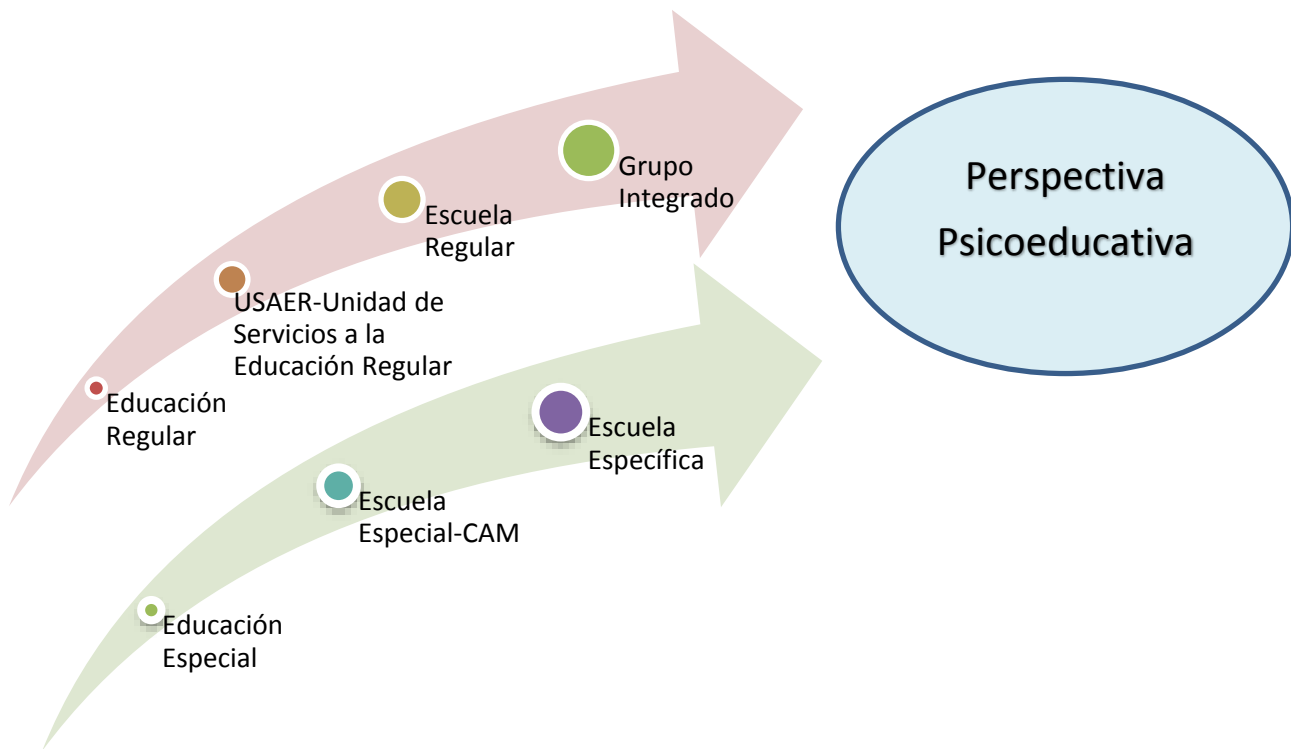 Grupo
Integrado
Escuela
Regular
USAER-Unidad de
Servicios a la
Educación Regular
Educación
Regular
Escuela
Específica
Escuela
Especial-CAM
Educación
Especial
Perspectiva
Psicoeducativa